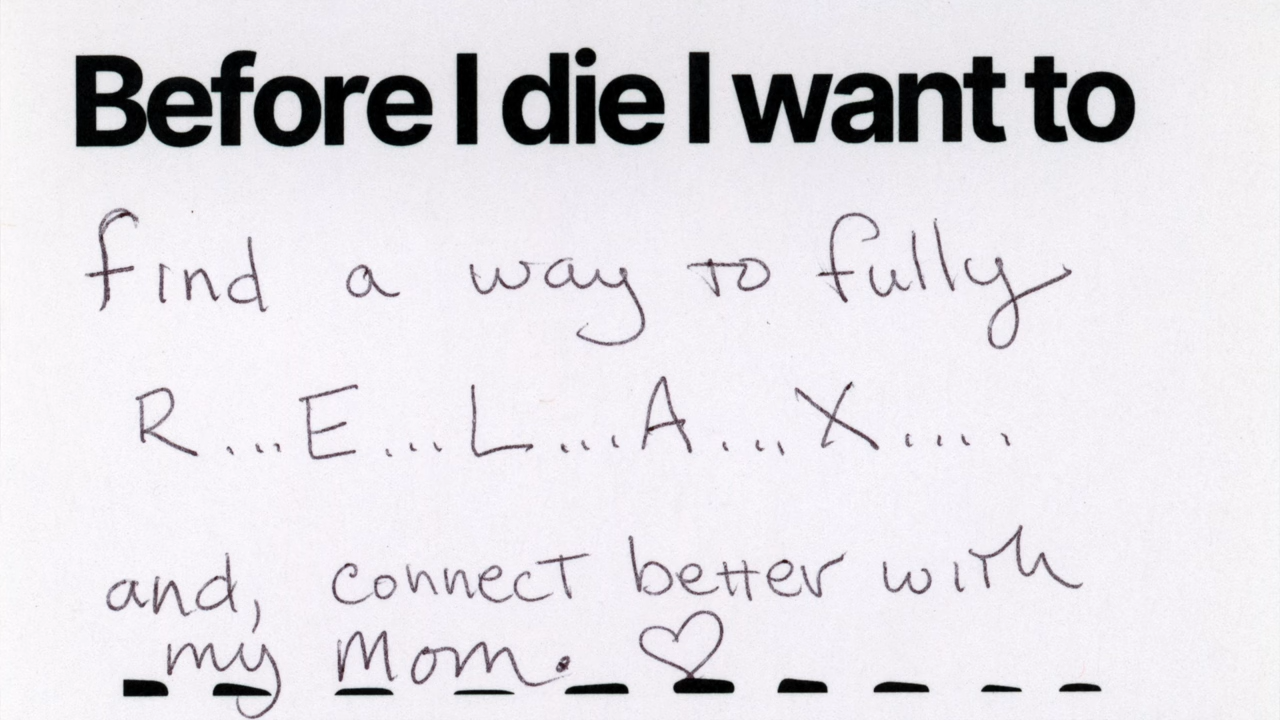 Before I die I want to
find a way to fully
R...E...L...A...X....
and, connect better with
my Mom. ♡